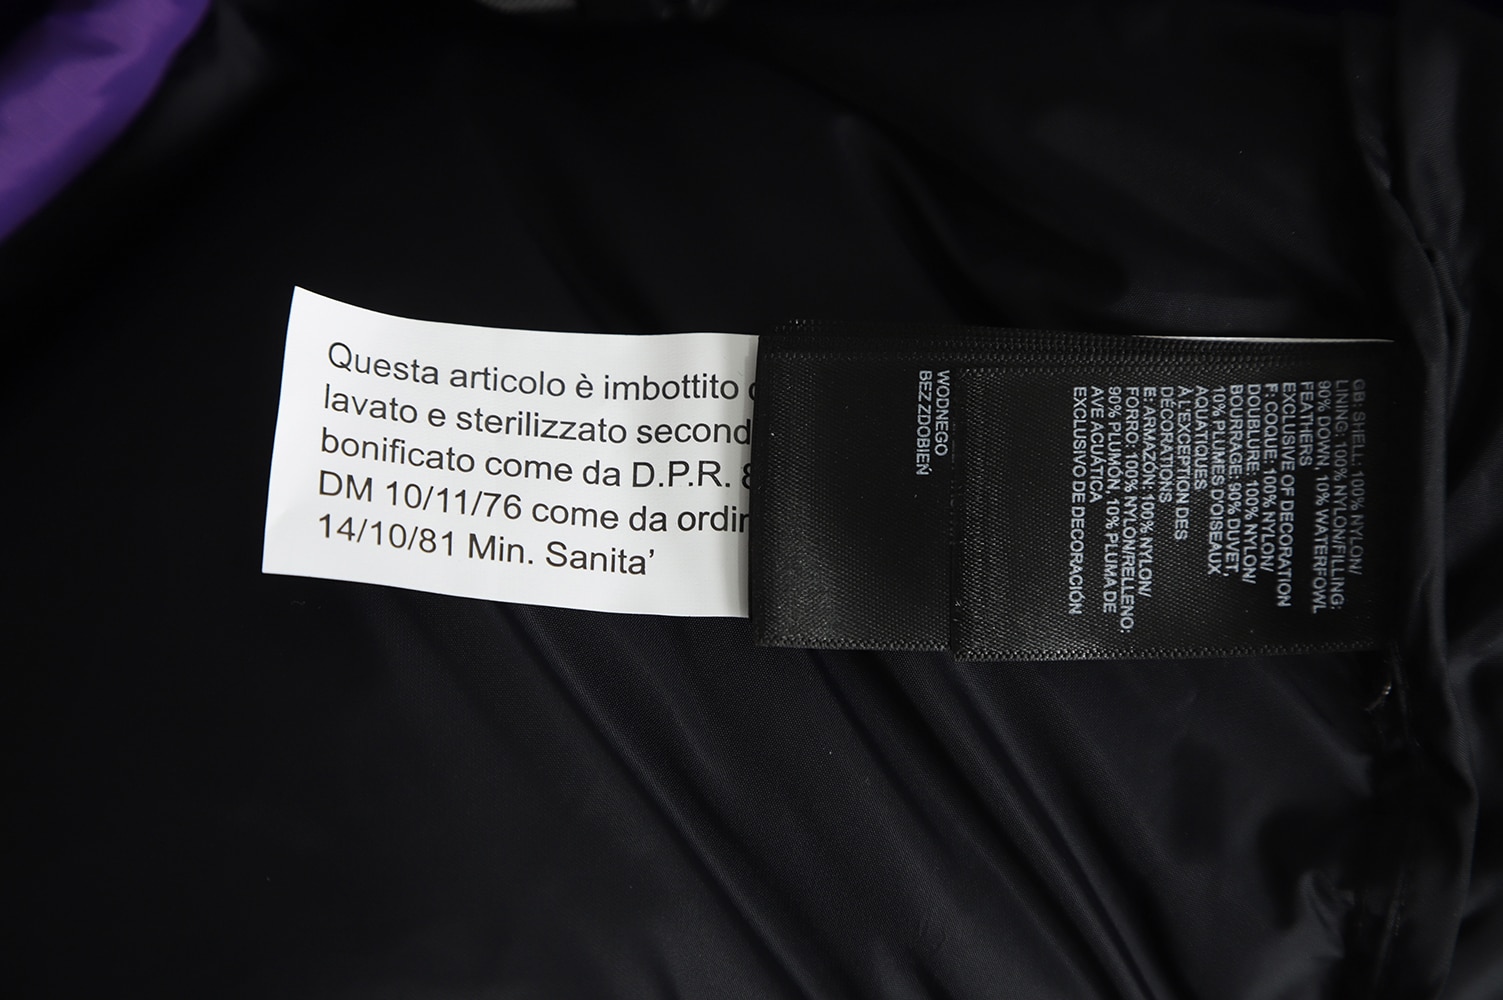 Questa articolo è imbottito
lavato e sterilizzato second
bonificato come da D.P.R. 8
DM 10/11/76 come da ordir
14/10/81 Min. Sanita’
WODNEGO
BEZ ZDOBIEŃ
GB: SHELL: 100% NYLON/
LINING: 100% NYLON/FILLING:
90% DOWN, 10% WATERFOWL
FEATHERS
EXCLUSIVE OF DECORATION
F: COQUE: 100% NYLON/
DOUBLURE: 100% NYLON/
BOURRAGE: 90% DUVET,
10% PLUMES D'OISEAUX
AQUATIQUES
À L'EXCEPTION DES
DÉCORATIONS
E: ARMAZÓN: 100% NYLON/
FORRO: 100% NYLON/RELLENO:
90% PLUMÓN, 10% PLUMA DE
AVE ACUÁTICA
EXCLUSIVO DE DECORACIÓN